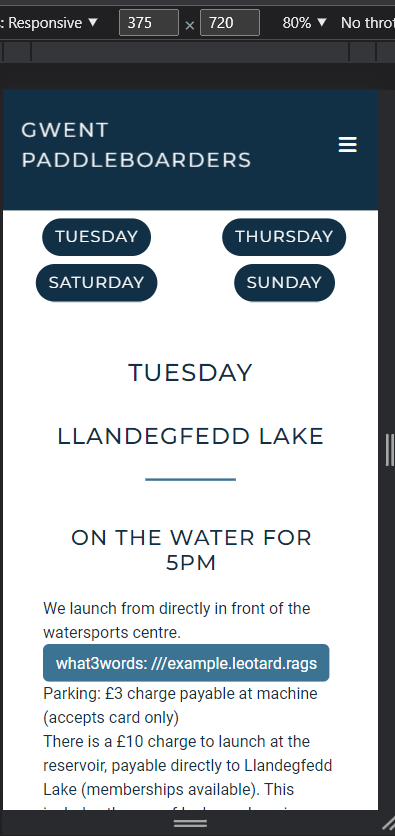 : Responsive ▼ 375 × 720 80% ▼ No throt
GWENT
PADDLEBOARDERS
TUESDAY THURSDAY
SATURDAY SUNDAY
TUESDAY
LLANDEGFEDD LAKE
ON THE WATER FOR
5PM
We launch from directly in front of the
watersports centre.
what3words: ///example.leotard.rags
Parking: £3 charge payable at machine
(accepts card only)
There is a £10 charge to launch at the
reservoir, payable directly to Llandegfedd
Lake (memberships available). This